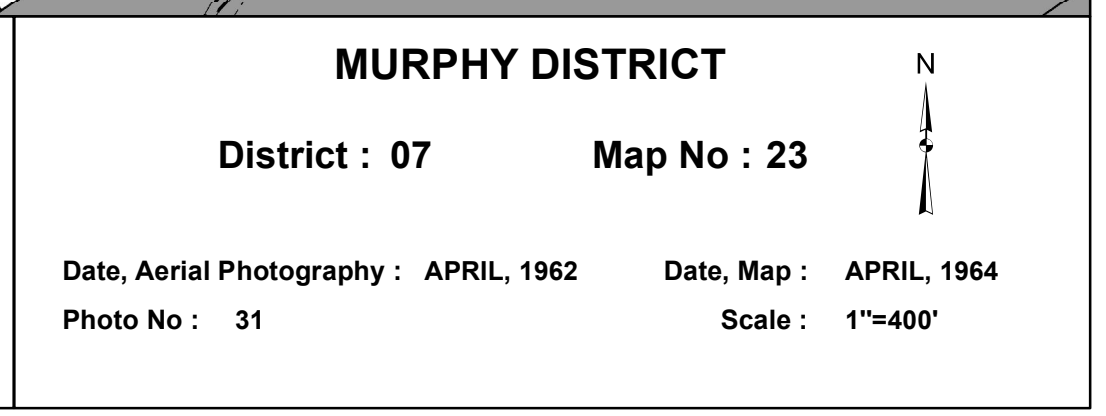 MURPHY DISTRICT
N
District : 07 Map No : 23
Date, Aerial Photography : APRIL, 1962 Date, Map : APRIL, 1964
Photo No : 31 Scale : 1"=400'